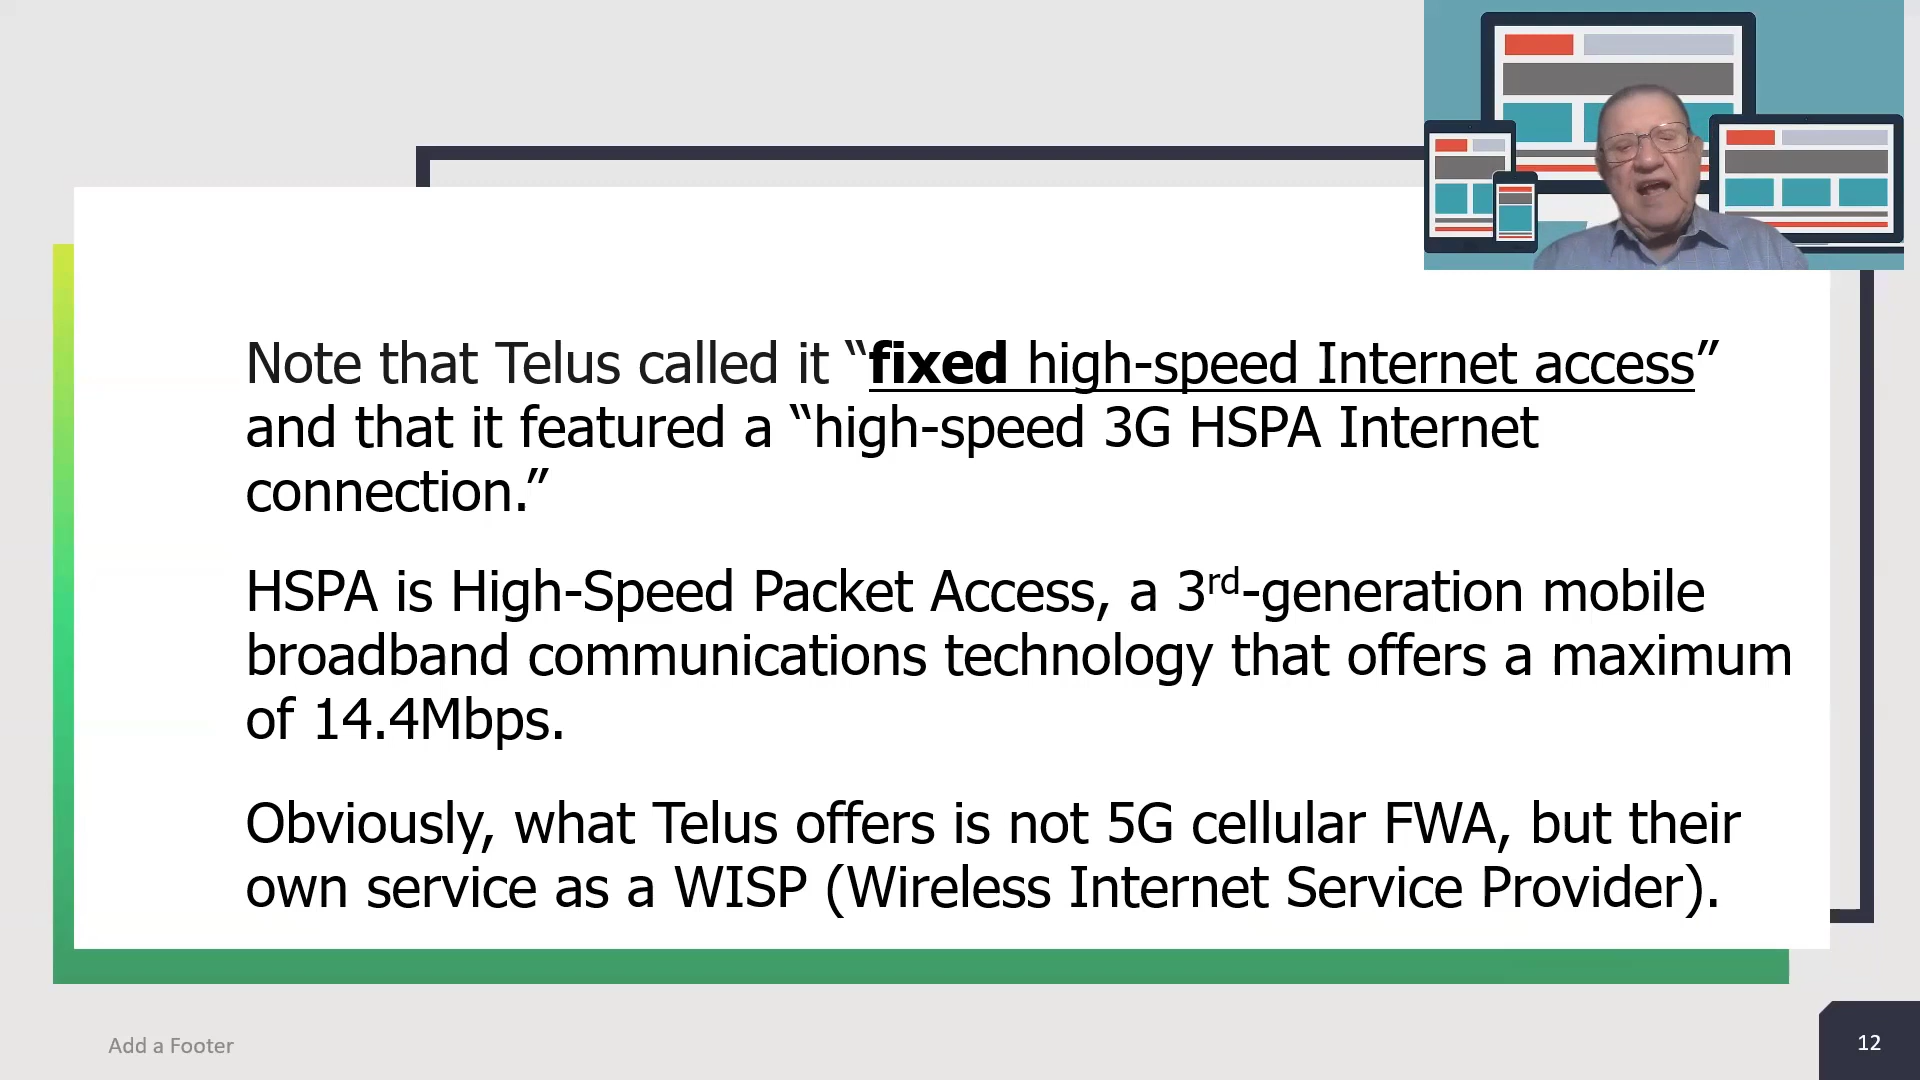 Note that Telus called it “fixed high-speed Internet access”
and that it featured a “high-speed 3G HSPA Internet
connection.”
HSPA is High-Speed Packet Access, a 3rd-generation mobile
broadband communications technology that offers a maximum
of 14.4Mbps.
Obviously, what Telus offers is not 5G cellular FWA, but their
own service as a WISP (Wireless Internet Service Provider).
Add a Footer
12